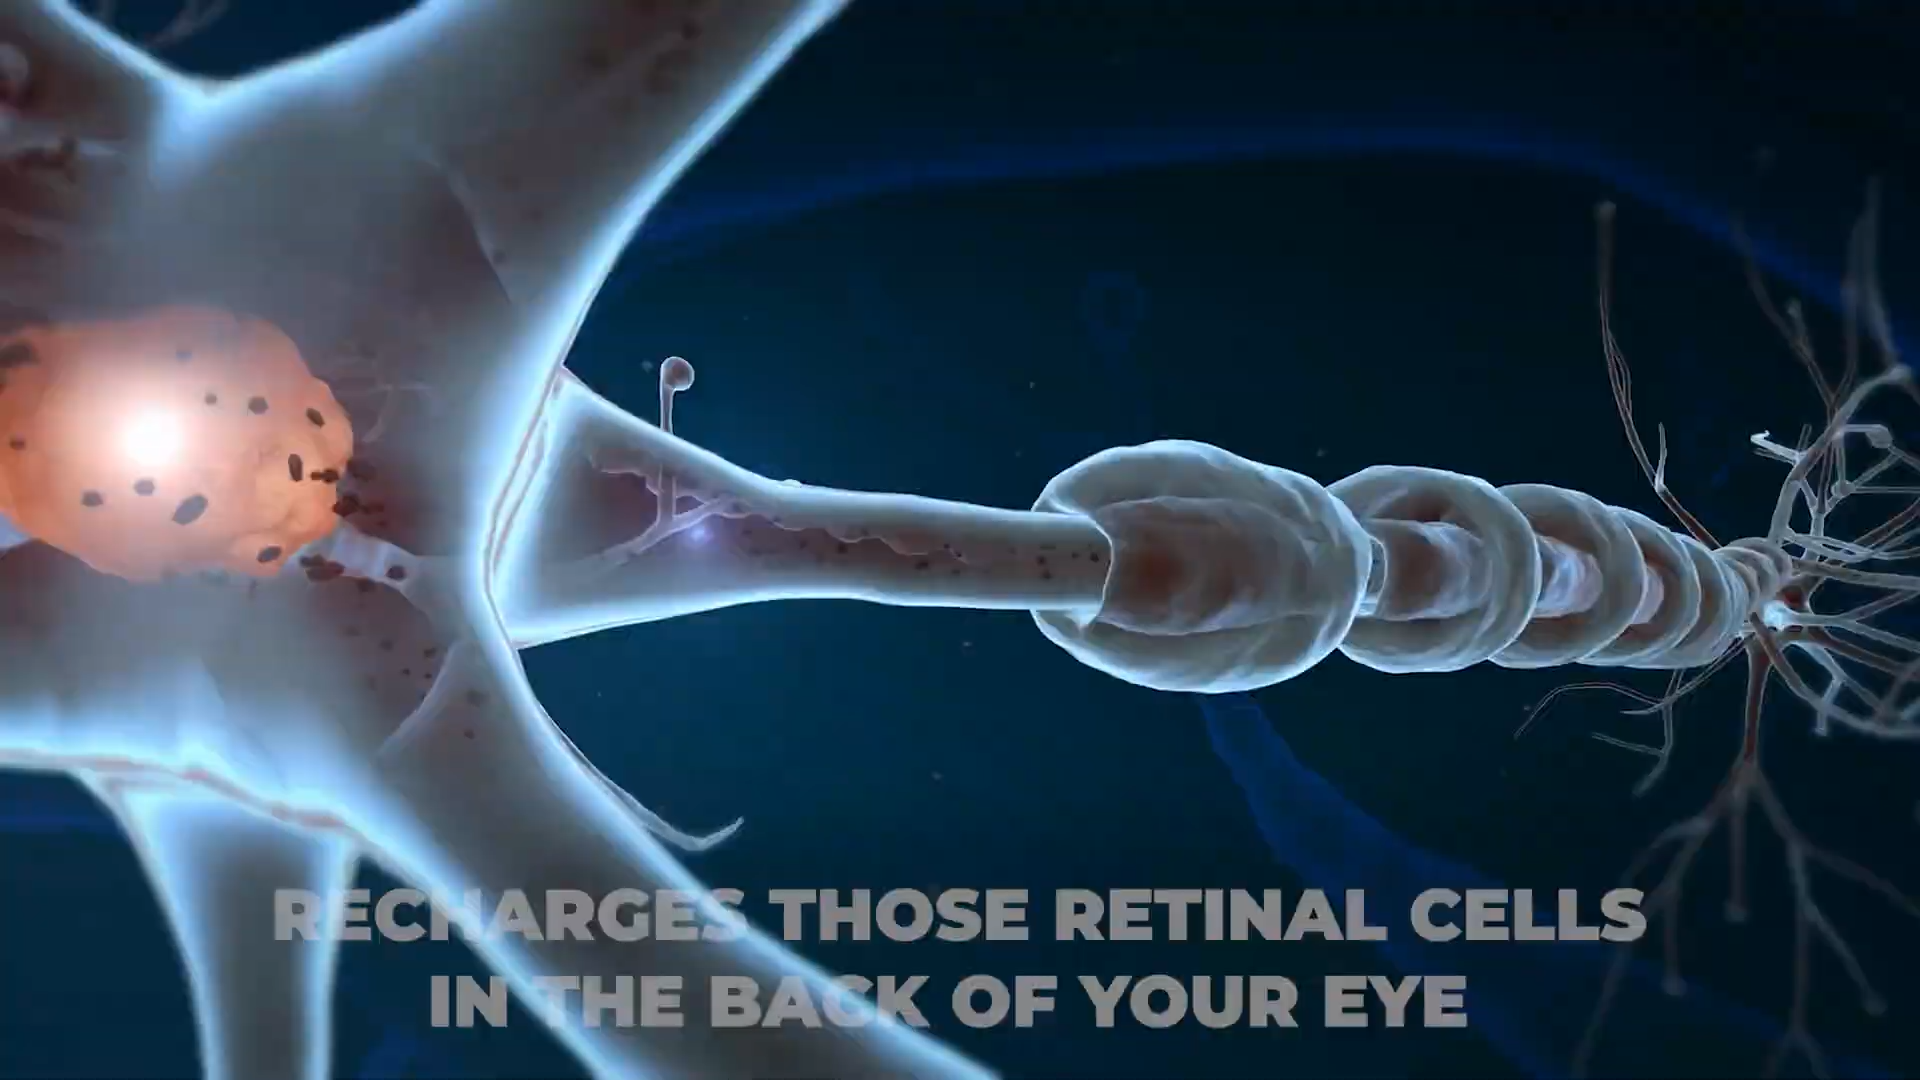 RECHARGES THOSE RETINAL CELLS
IN THE BACK OF YOUR EYE